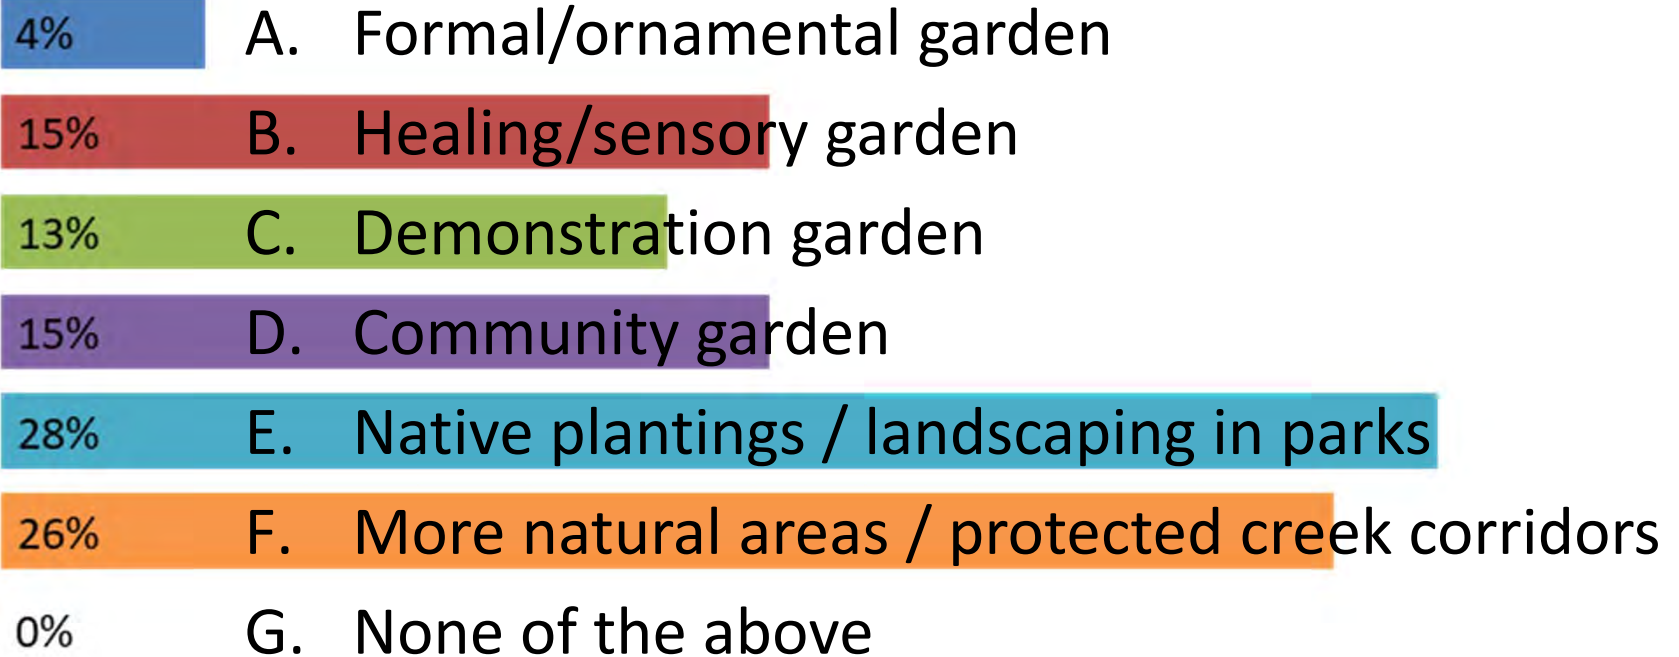 4% A. Formal/ornamental garden
15% B. Healing/sensory garden
13% C. Demonstration garden
15% D. Community garden
28% E. Native plantings / landscaping in parks
26% F. More natural areas / protected creek corridors
0% G. None of the above